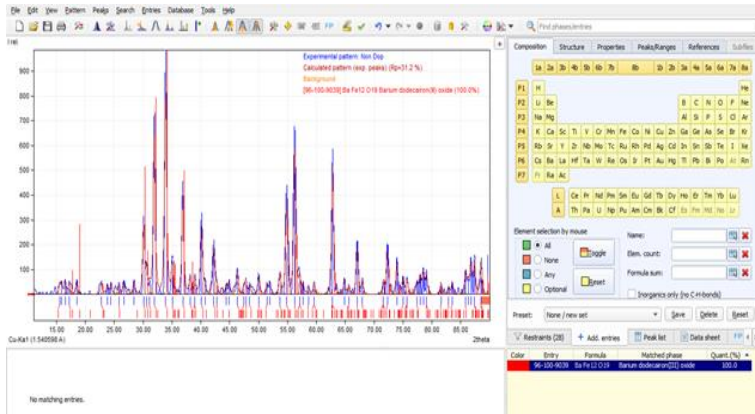 File Edit View Pattern Peaks Search Entries Database Tools Help
Find phases/entries
Experimental pattern: Non Dop
Calculated pattern (exp. peaks) (Rp=31.2 %)
Background
[96-100-9039] Ba Fe12 O19 Barium dodecairon(III) oxide (100.0%)
900
800
700
600
500
400
300
200
100
15.00 20.00 25.00 30.00 35.00 40.00 45.00 50.00 55.00 60.00 65.00 70.00 75.00 80.00 85.00
Cu-Ka1 (1.540598 A) 2theta
No matching entries.
Composition Structure Properties Peaks/Ranges References Subfiles
1a 2a 3b 4b 5b 6b 7b 8b 1b 2b 3a 4a 5a 6a 7a 8a
P1 H He
P2 Li Be B C N O F Ne
P3 Na Mg Al Si P S Cl Ar
P4 K Ca Sc Ti V Cr Mn Fe Co Ni Cu Zn Ga Ge As Se Br Kr
P5 Rb Sr Y Zr Nb Mo Tc Ru Rh Pd Ag Cd In Sn Sb Te I Xe
P6 Cs Ba La Hf Ta W Re Os Ir Pt Au Hg Tl Pb Bi Po At Rn
P7 Fr Ra Ac
L Ce Pr Nd Pm Sm Eu Gd Tb Dy Ho Er Tm Yb Lu
A Th Pa U Np Pu Am Cm Bk Cf Es Fm Md No Lr
Element selection by mouse
All
None
Any
Optional
Toggle
Reset
Name:
Elem. count:
Formula sum:
Inorganics only (no C-H-bonds)
Preset: None / new set Save Delete Reset
Restraints (28) Add. entries Peak list Data sheet FIP
Color Entry Formula Matched phase Quant.(%)
96-100-9039 Ba Fe12 O19 Barium dodecairon(III) oxide 100.0